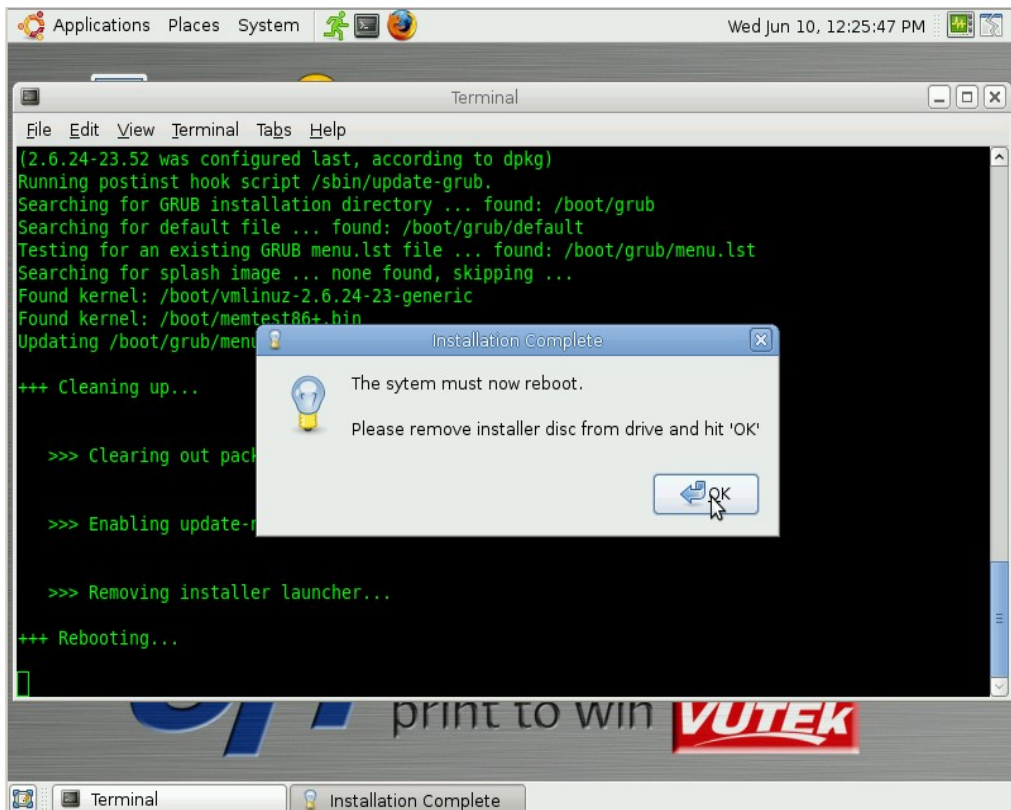 Applications Places System
Wed Jun 10, 12:25:47 PM
Terminal
File Edit View Terminal Tabs Help
(2.6.24-23.52 was configured last, according to dpkg)
Running postinst hook script /sbin/update-grub.
Searching for GRUB installation directory ... found: /boot/grub
Searching for default file ... found: /boot/grub/default
Testing for an existing GRUB menu.lst file ... found: /boot/grub/menu.lst
Searching for splash image ... none found, skipping ...
Found kernel: /boot/vmlinuz-2.6.24-23-generic
Found kernel: /boot/memtest86+.bin
Updating /boot/grub/menu
+++ Cleaning up...
>>> Clearing out pack
>>> Enabling update-
>>> Removing installer launcher...
+++ Rebooting...
Installation Complete
The sytem must now reboot.
Please remove installer disc from drive and hit 'OK'
OK
print to win VUTEK
Terminal
Installation Complete